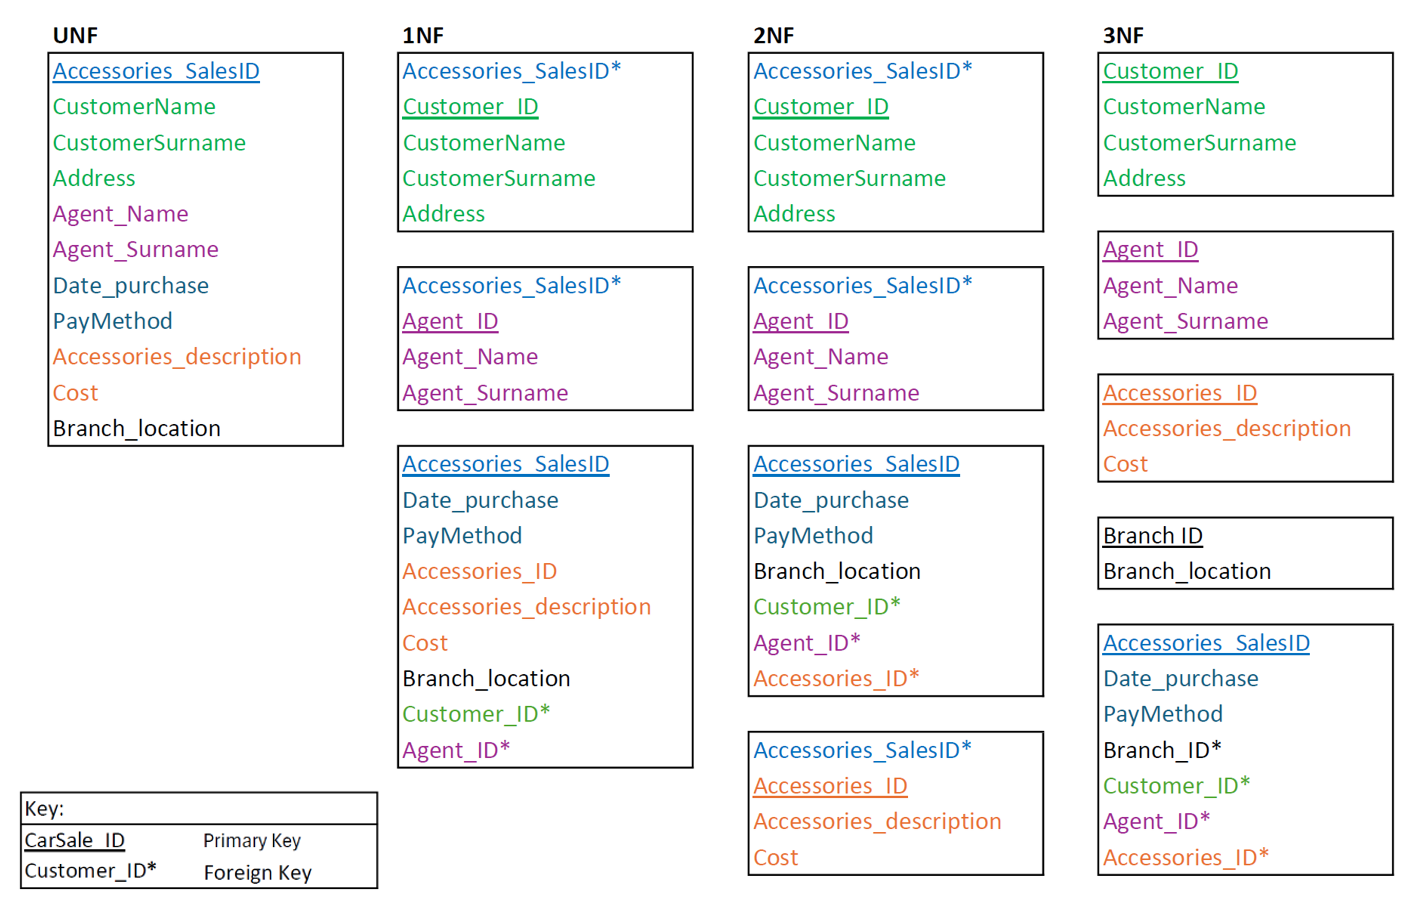 UNF
Accessories_SalesID
CustomerName
CustomerSurname
Address
Agent_Name
Agent_Surname
Date_purchase
PayMethod
Accessories_description
Cost
Branch_location
1NF
Accessories_SalesID*
Customer_ID
CustomerName
CustomerSurname
Address
Accessories_SalesID*
Agent_ID
Agent_Name
Agent_Surname
Accessories_SalesID
Date_purchase
PayMethod
Accessories_ID
Accessories_description
Cost
Branch_location
Customer_ID*
Agent_ID*
2NF
Accessories_SalesID*
Customer_ID
CustomerName
CustomerSurname
Address
Accessories_SalesID*
Agent_ID
Agent_Name
Agent_Surname
Accessories_SalesID
Date_purchase
PayMethod
Branch_location
Customer_ID*
Agent_ID*
Accessories_ID*
Accessories_SalesID*
Accessories_ID
Accessories_description
Cost
3NF
Customer_ID
CustomerName
CustomerSurname
Address
Agent_ID
Agent_Name
Agent_Surname
Accessories_ID
Accessories_description
Cost
Branch ID
Branch_location
Accessories_SalesID
Date_purchase
PayMethod
Branch_ID*
Customer_ID*
Agent_ID*
Accessories_ID*
Key:
CarSale_ID Primary Key
Customer_ID* Foreign Key